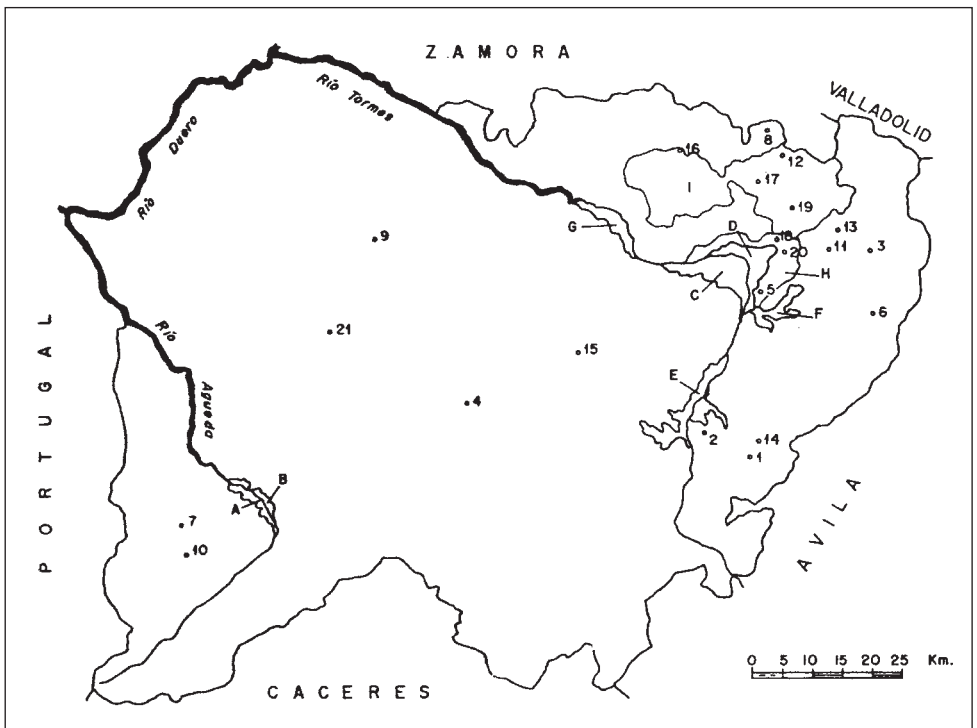 ZAMORA
VALLADOLID
Río Tormes
Río Duero
8
16
12
17
I
19
G
D
18
13
9
20
11
3
H
C
5
F
6
21
15
PORTUGAL
Río Agueda
E
4
2
14
1
B
A
7
10
AVILA
0 5 10 15 20 25 Km.
CACERES